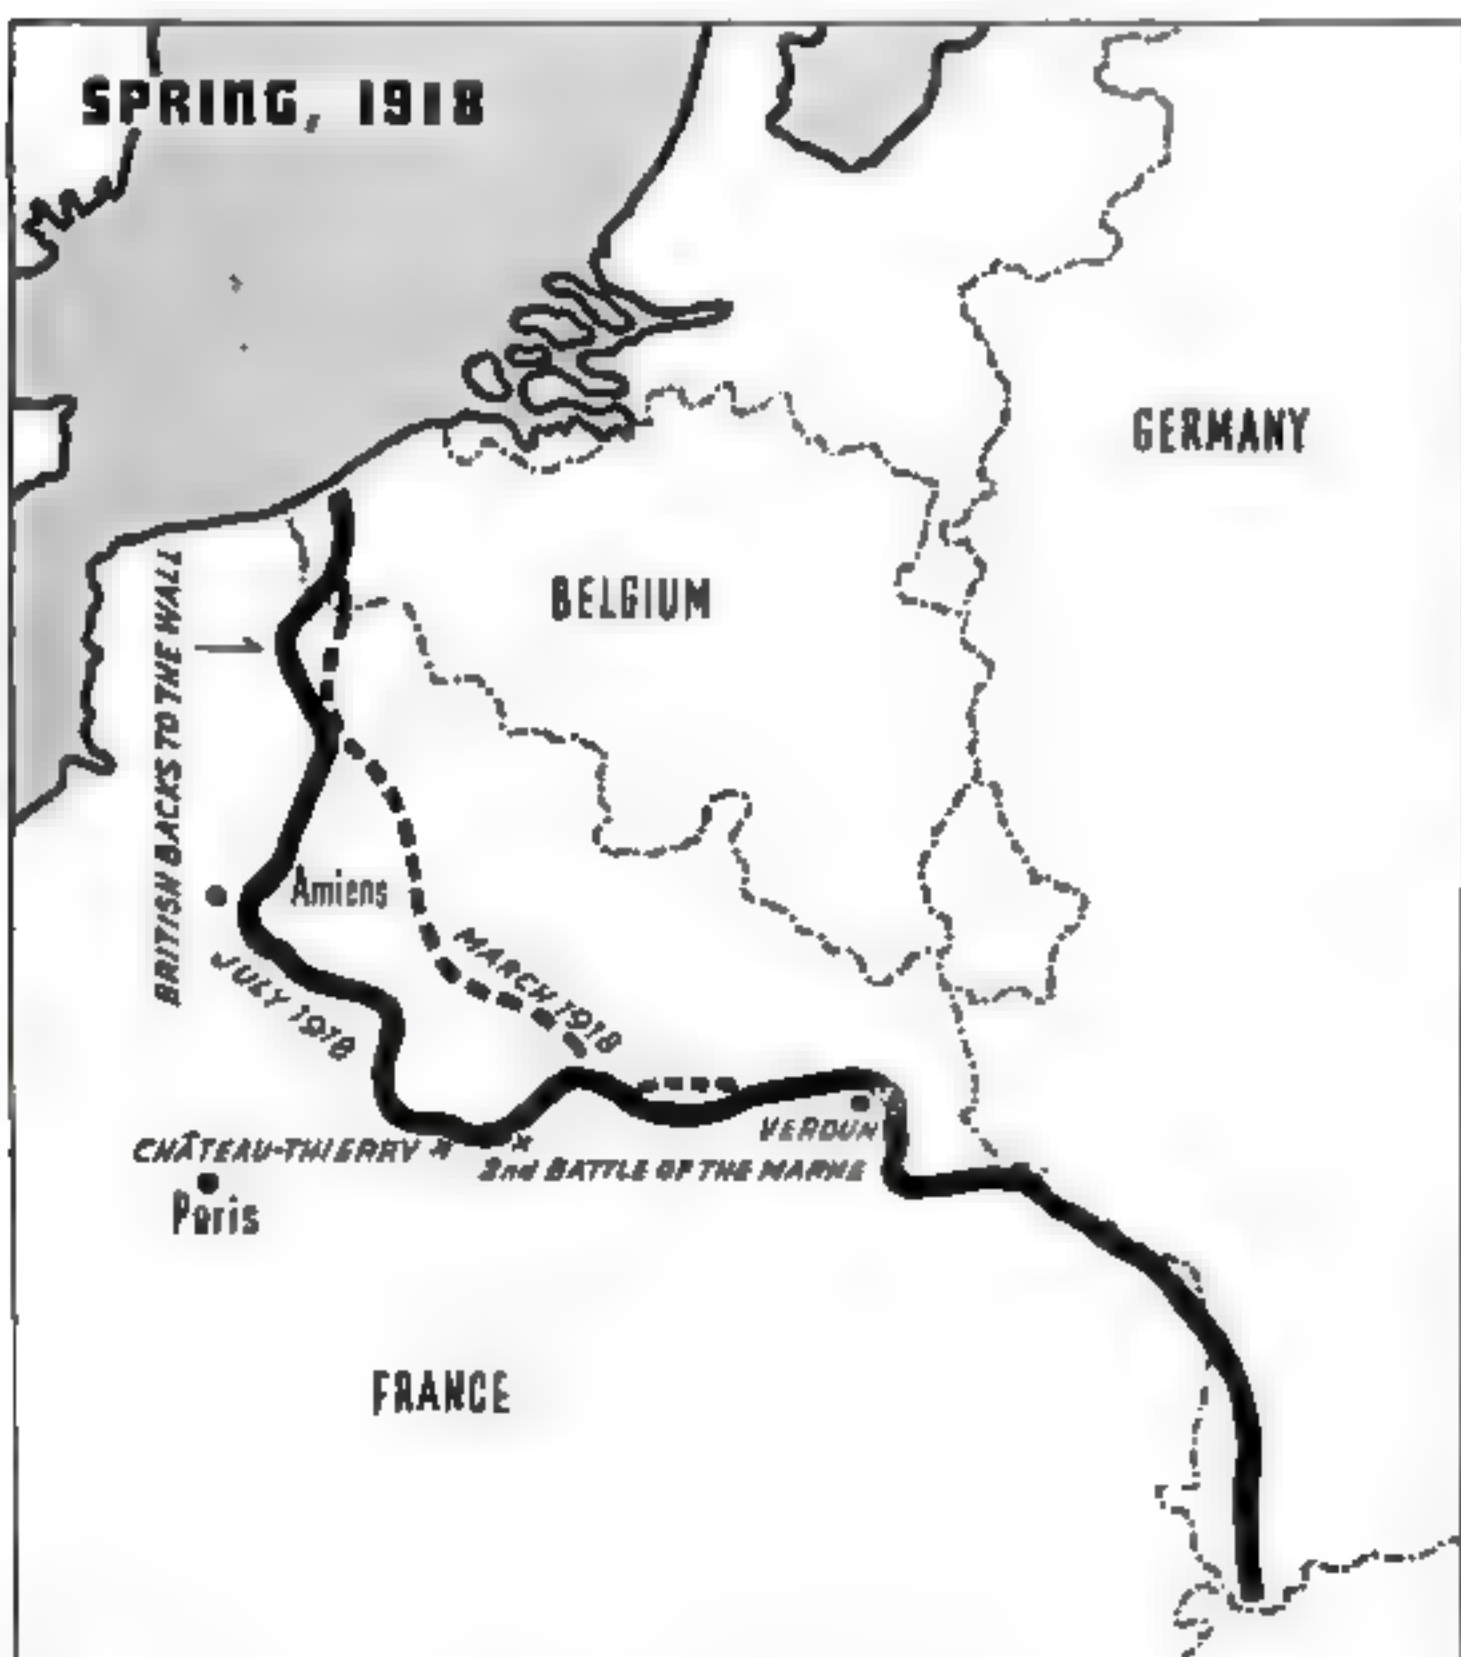 SPRING, 1918
GERMANY
BELGIUM
BRITISH BACKS TO THE WALL
Amiens
MARCH 1918
JULY 1918
VERDUN
CHÂTEAU-THIERRY
2nd BATTLE OF THE MARNE
Paris
FRANCE